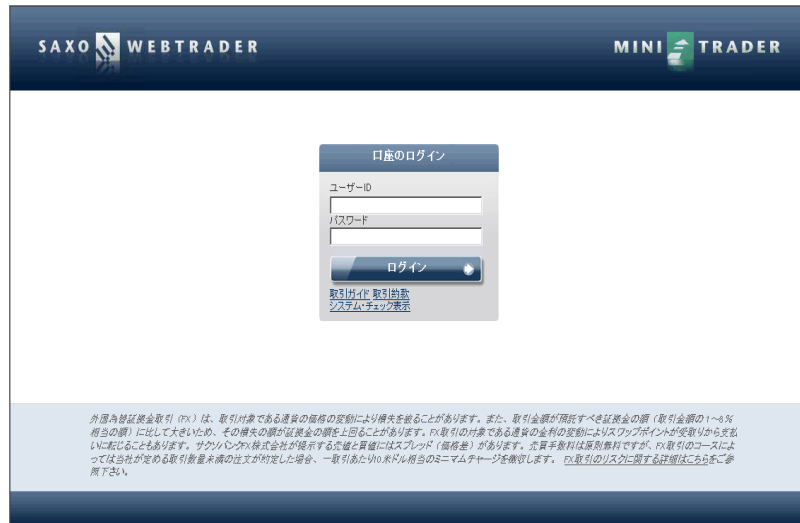 SAXO WEBTRADER
MINI TRADER
口座のログイン
ユーザーID
パスワード
ログイン
取引ガイド 取引約款
システム・チェック表示
外国為替証拠金取引（FX）は、取引対象である通貨の価格の変動により損失を被ることがあります。また、取引金額が預託すべき証拠金の額（取引金額の1～8%
相当の額）に比して大きいため、その損失の額が証拠金の額を上回ることがあります。FX取引の対象である通貨の金利の変動によりスワップポイントが受取りから支払
いに転じることもあります。サクソバンクFX株式会社が提示する売値と買値にはスプレッド（価格差）があります。売買手数料は原則無料ですが、FX取引のコースによ
っては当社が定める取引数量未満の注文が約定した場合、一取引あたり10米ドル相当のミニマムチャージを徴収します。 FX取引のリスクに関する詳細はこちらをご参
照下さい。